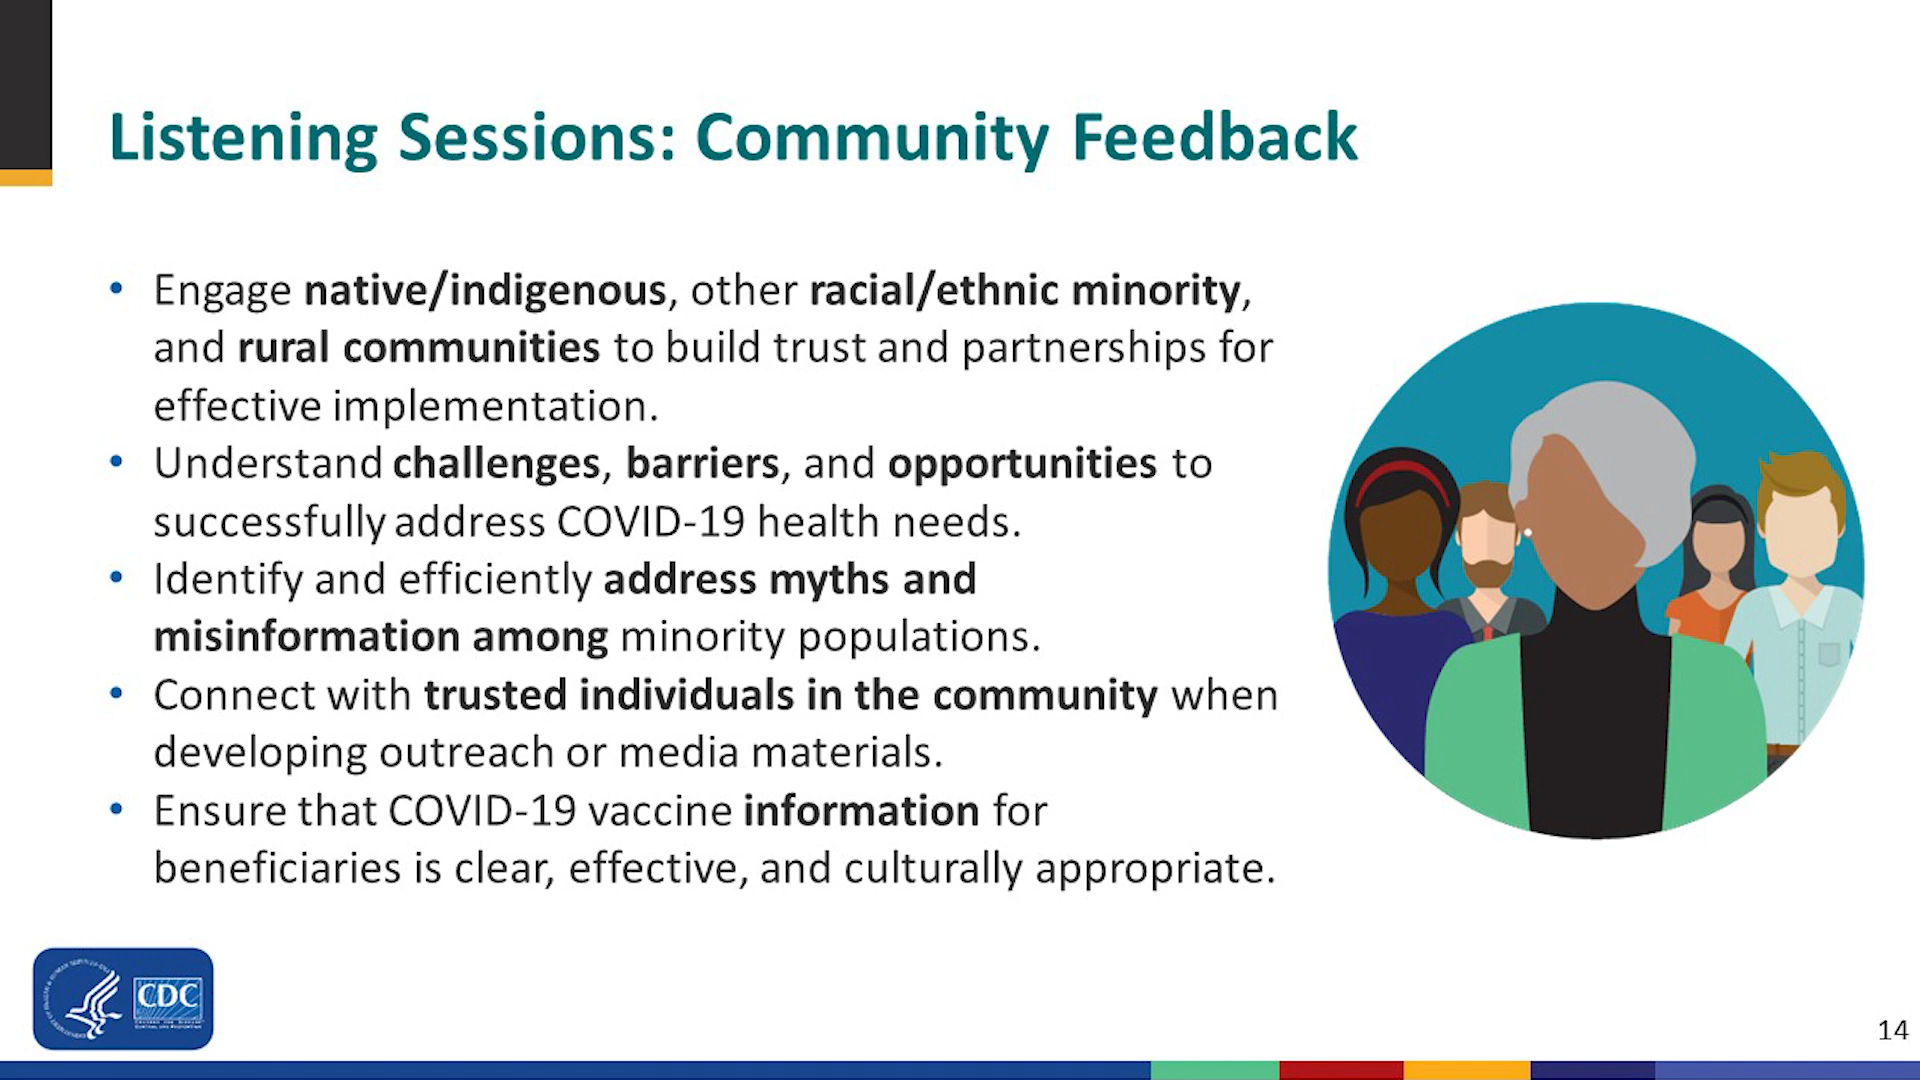 Listening Sessions: Community Feedback
• Engage native/indigenous, other racial/ethnic minority,
and rural communities to build trust and partnerships for
effective implementation.
• Understand challenges, barriers, and opportunities to
successfully address COVID-19 health needs.
• Identify and efficiently address myths and
misinformation among minority populations.
• Connect with trusted individuals in the community when
developing outreach or media materials.
• Ensure that COVID-19 vaccine information for
beneficiaries is clear, effective, and culturally appropriate.
CDC
14